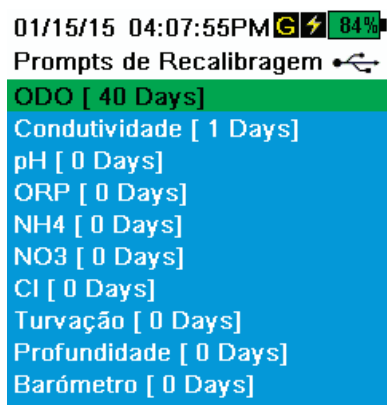 01/15/15 04:07:55PM G 84%
Prompts de Recalibragem
ODO [ 40 Days]
Condutividade [ 1 Days]
pH [ 0 Days]
ORP [ 0 Days]
NH4 [ 0 Days]
NO3 [ 0 Days]
Cl [ 0 Days]
Turvação [ 0 Days]
Profundidade [ 0 Days]
Barómetro [ 0 Days]